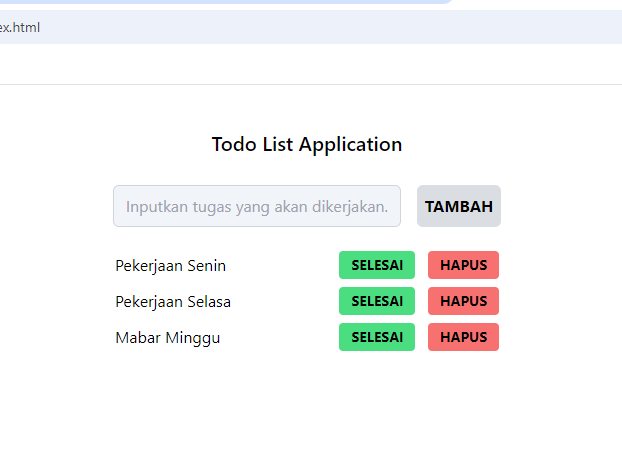 ex.html
Todo List Application
Inputkan tugas yang akan dikerjakan. TAMBAH
Pekerjaan Senin SELESAI HAPUS
Pekerjaan Selasa SELESAI HAPUS
Mabar Minggu SELESAI HAPUS